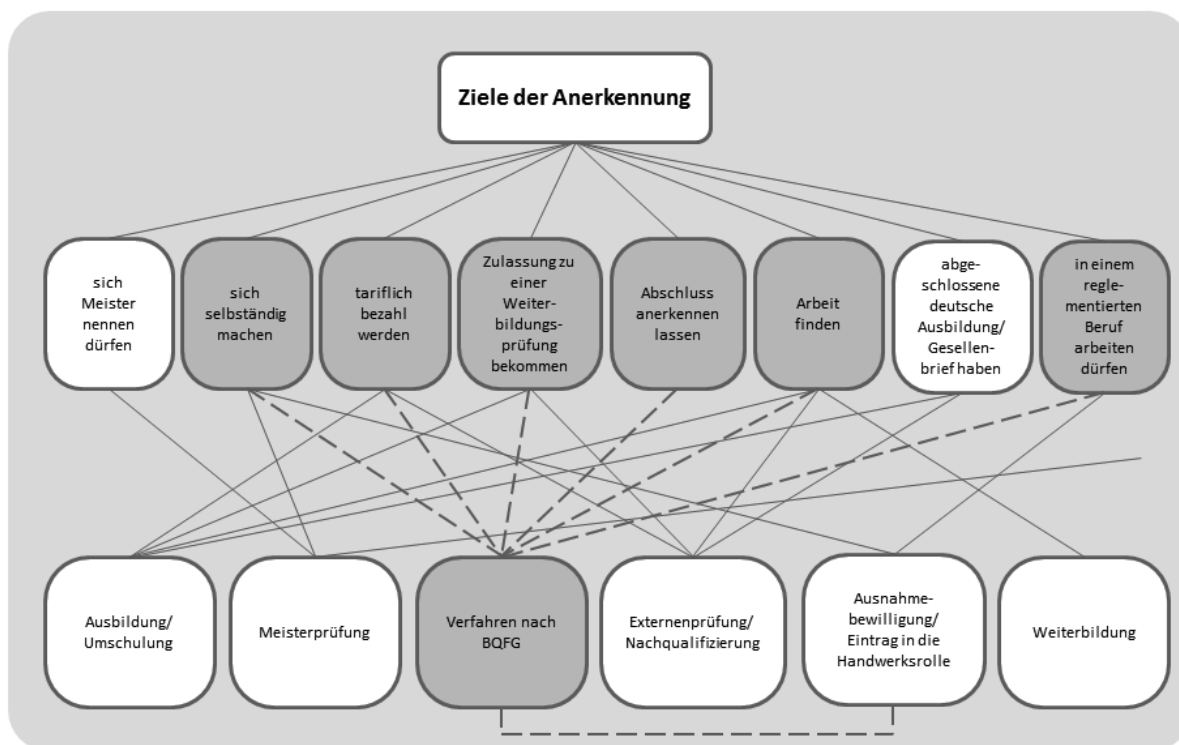 Ziele der Anerkennung
sich
Meister
nennen
dürfen
sich
selbständig
machen
tariflich
bezahl
werden
Zulassung zu
einer
Weiter-
bildungs-
prüfung
bekommen
Abschluss
anerkennen
lassen
Arbeit
finden
abge-
schlossene
deutsche
Ausbildung/
Gesellen-
brief haben
in einem
regle-
mentierten
Beruf
arbeiten
dürfen
Ausbildung/
Umschulung
Meisterprüfung
Verfahren nach
BQFG
Externenprüfung/
Nachqualifizierung
Ausnahme-
bewilligung/
Eintrag in die
Handwerksrolle
Weiterbildung